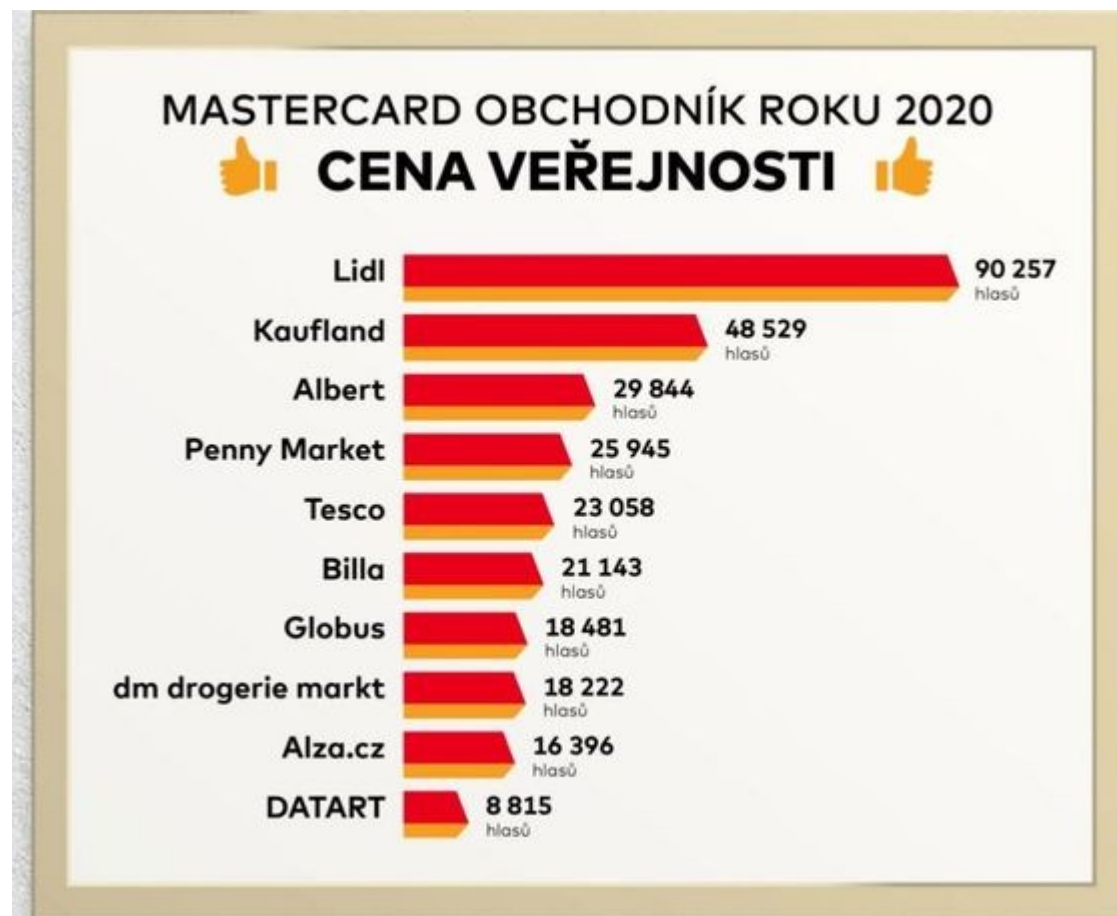 MASTERCARD OBCHODNÍK ROKU 2020
CENA VEŘEJNOSTI
Lidl 90 257 hlasů
Kaufland 48 529 hlasů
Albert 29 844 hlasů
Penny Market 25 945 hlasů
Tesco 23 058 hlasů
Billa 21 143 hlasů
Globus 18 481 hlasů
dm drogerie markt 18 222 hlasů
Alza.cz 16 396 hlasů
DATART 8 815 hlasů